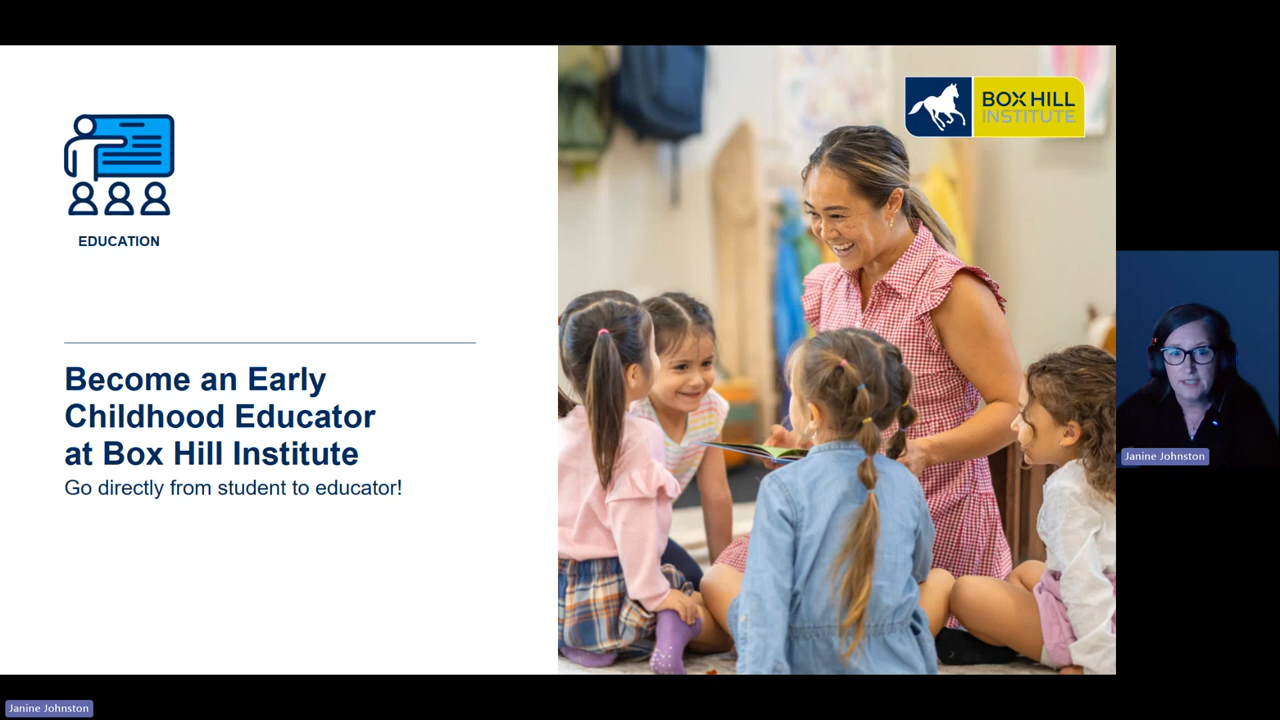 EDUCATION
Become an Early
Childhood Educator
at Box Hill Institute
Go directly from student to educator!
BOX HILL
INSTITUTE
Janine Johnston
Janine Johnston